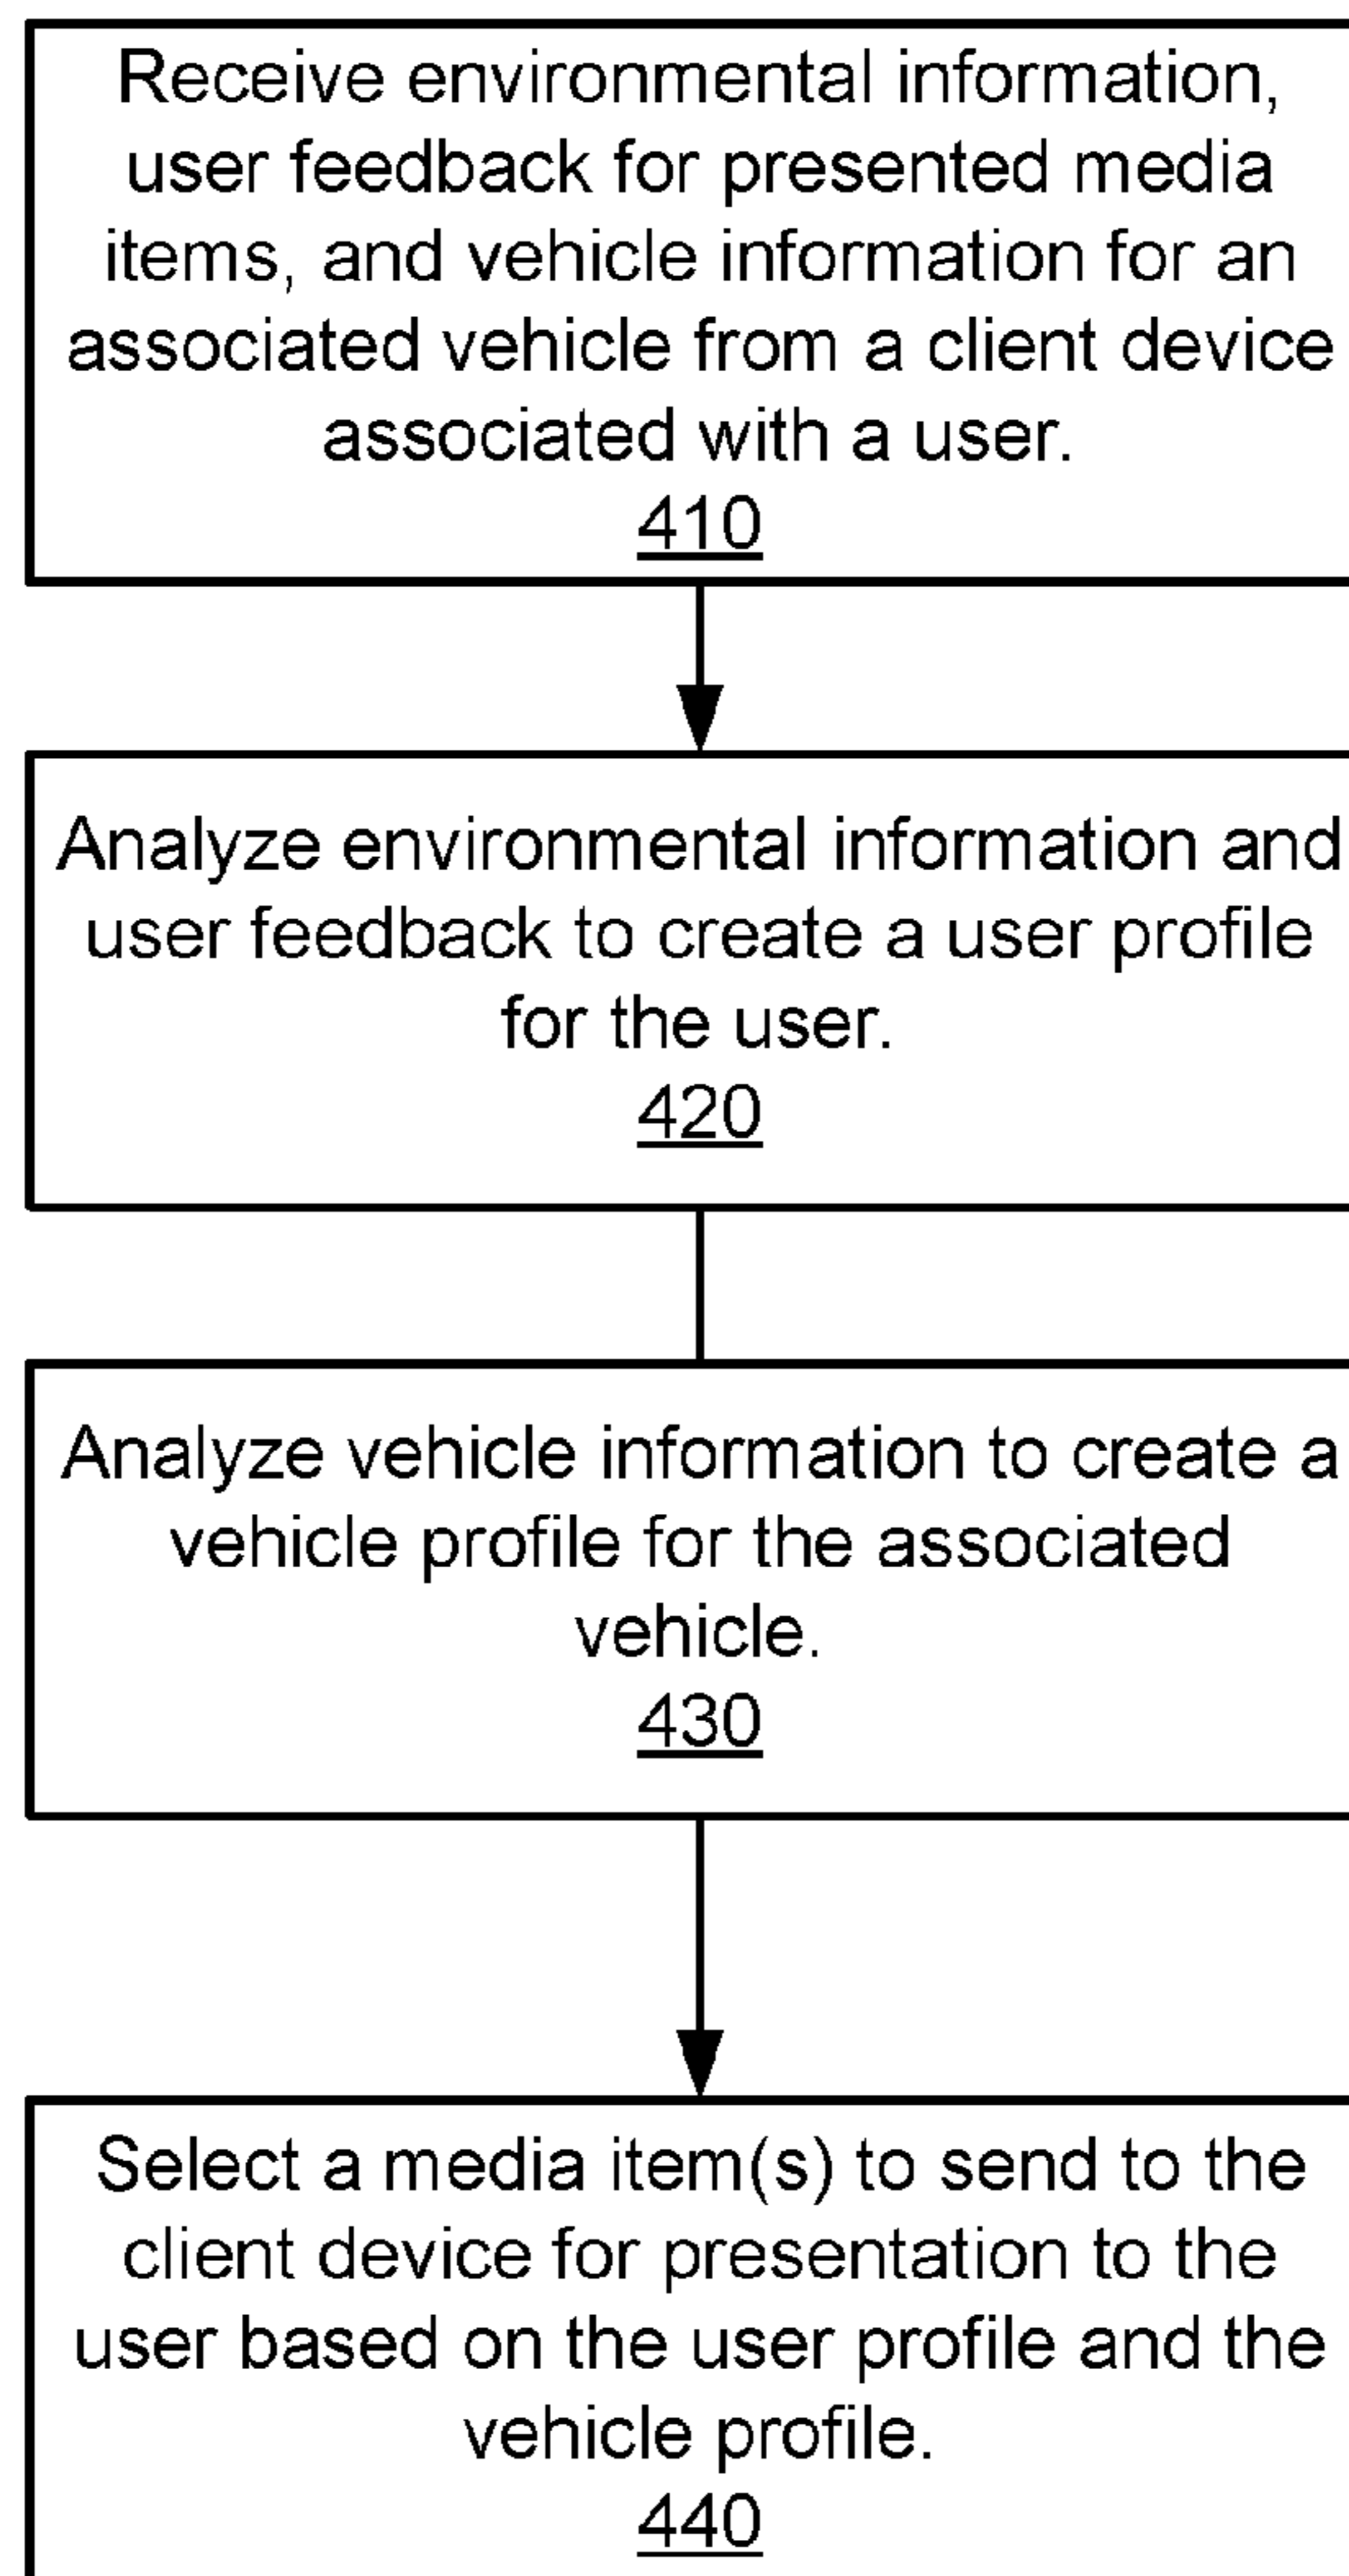 Receive environmental information,
user feedback for presented media
items, and vehicle information for an
associated vehicle from a client device
associated with a user.
410
Analyze environmental information and
user feedback to create a user profile
for the user.
420
Analyze vehicle information to create a
vehicle profile for the associated
vehicle.
430
Select a media item(s) to send to the
client device for presentation to the
user based on the user profile and the
vehicle profile.
440